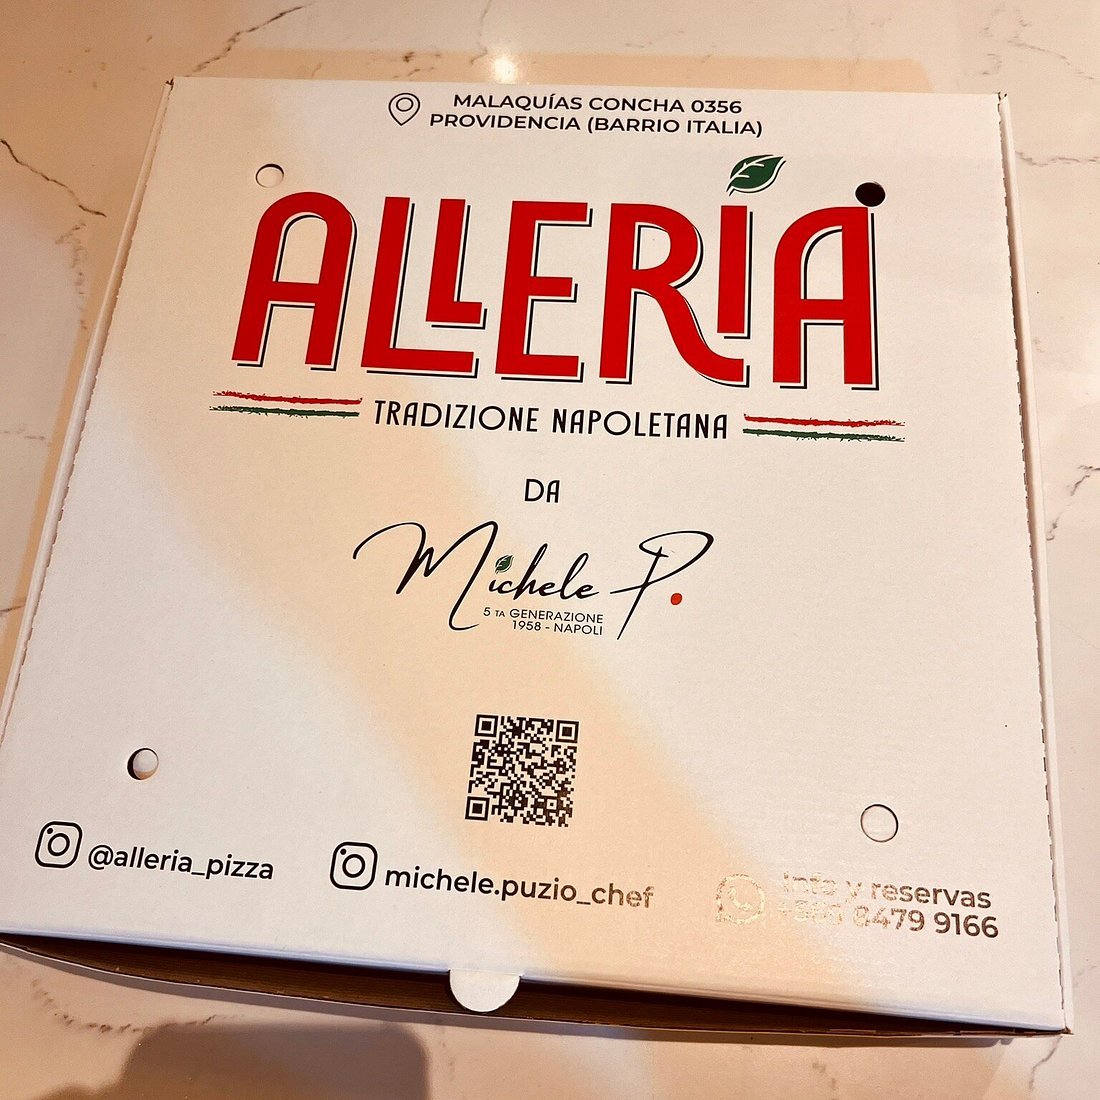 MALAQUÍAS CONCHA 0356
PROVIDENCIA (BARRIO ITALIA)
ALLERÍA
TRADIZIONE NAPOLETANA
DA
Michele P.
5 TA GENERAZIONE
1958 - NAPOLI
@alleria_pizza
michele.puzio_chef
Info y reservas
8479 9166